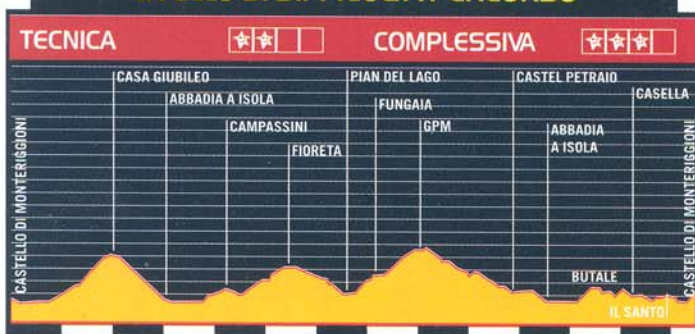 TECNICA
COMPLESSIVA
CASA GIUBILEO
PIAN DEL LAGO
CASTEL PETRAIO
ABBADIA A ISOLA
FUNGAIA
CASELLA
CAMPASSINI
GPM
ABBADIA
A ISOLA
FIORETA
CASTELLO DI MONTERIGGIONI
CASTELLO DI MONTERIGGIONI
BUTALE
IL SANTO